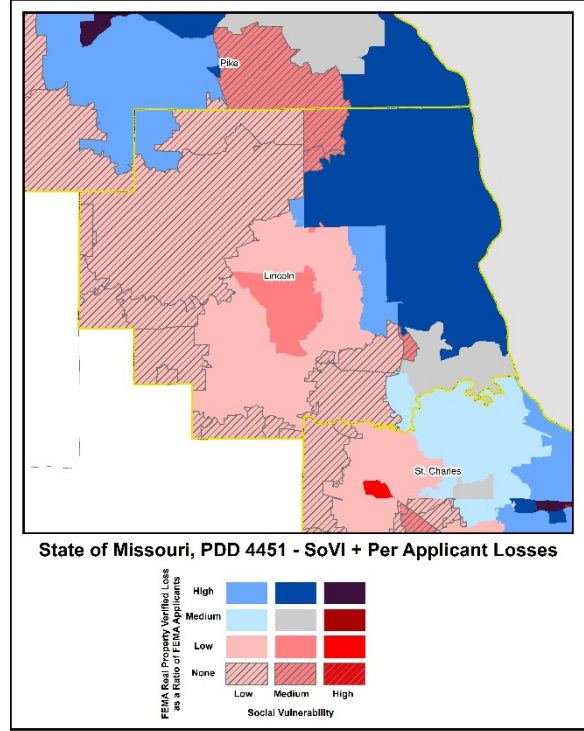 Pike
Lincoln
St. Charles
State of Missouri, PDD 4451 - SoVI + Per Applicant Losses
FEMA Real Property Verified Loss
as a Ratio of FEMA Applicants
High
Medium
Low
None
Low Medium High
Social Vulnerability